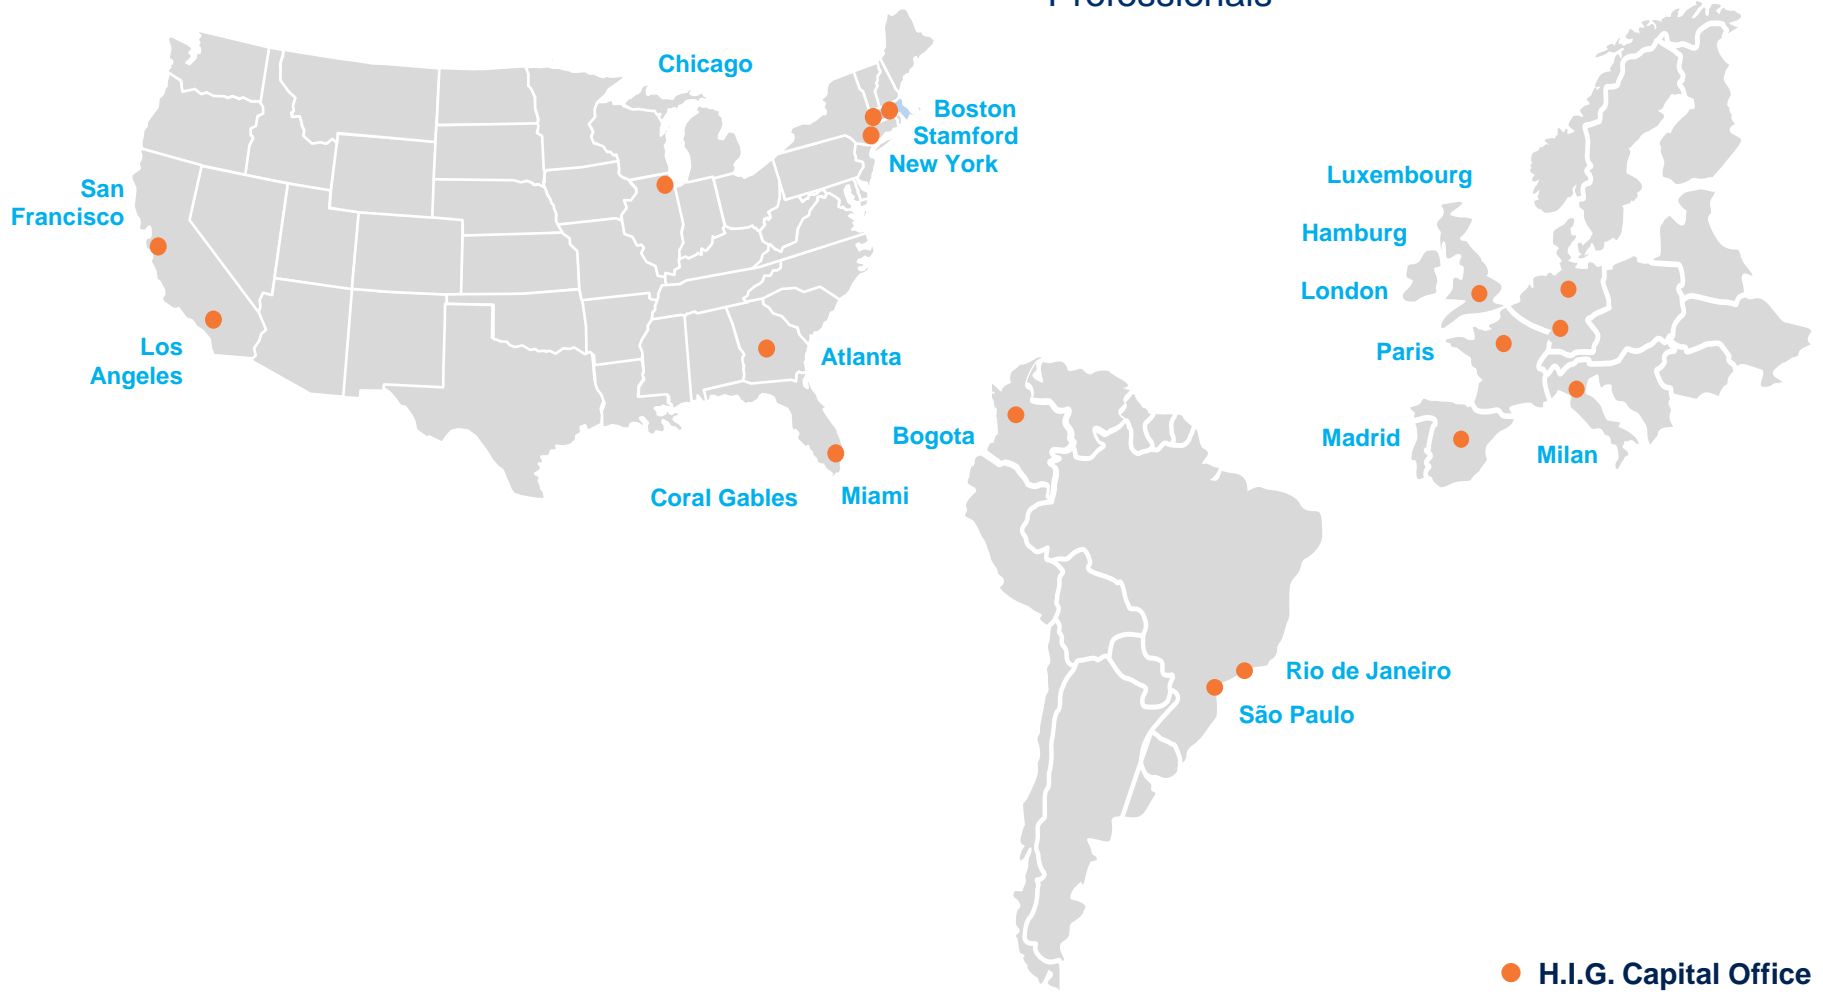 Professionals
Chicago
Boston
Stamford
New York
San
Francisco
Los
Angeles
Atlanta
Coral Gables
Miami
Bogota
Rio de Janeiro
São Paulo
Luxembourg
Hamburg
London
Paris
Madrid
Milan
H.I.G. Capital Office